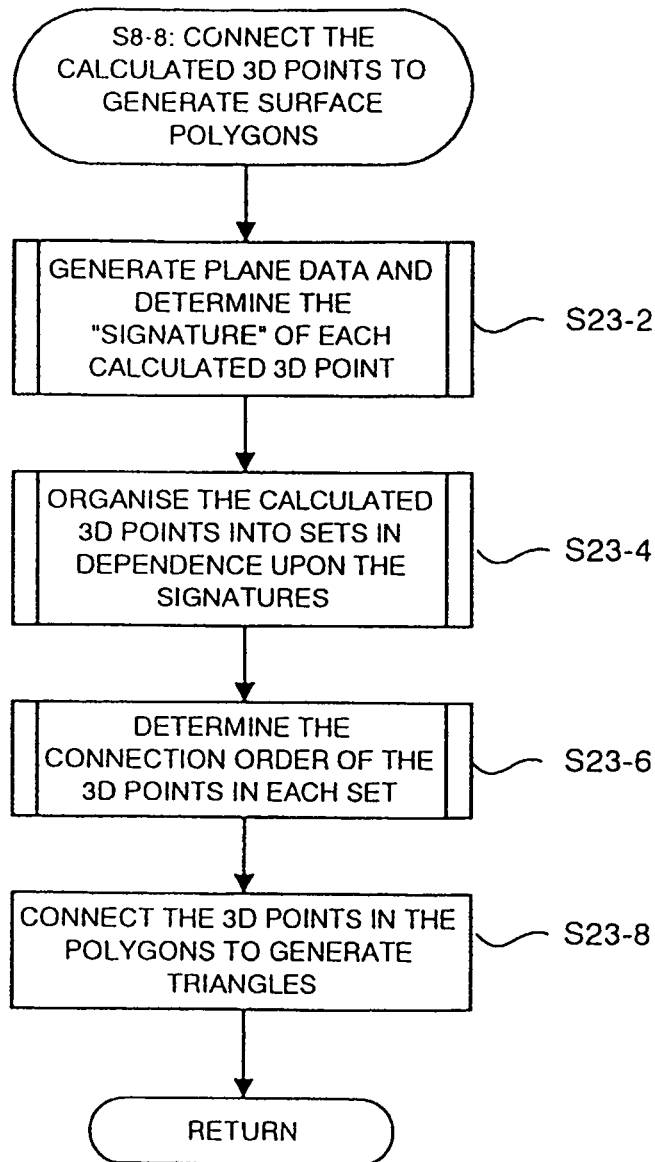 S8-8: CONNECT THE
CALCULATED 3D POINTS TO
GENERATE SURFACE
POLYGONS
GENERATE PLANE DATA AND
DETERMINE THE
"SIGNATURE" OF EACH
CALCULATED 3D POINT
S23-2
ORGANISE THE CALCULATED
3D POINTS INTO SETS IN
DEPENDENCE UPON THE
SIGNATURES
S23-4
DETERMINE THE
CONNECTION ORDER OF THE
3D POINTS IN EACH SET
S23-6
CONNECT THE 3D POINTS IN THE
POLYGONS TO GENERATE
TRIANGLES
S23-8
RETURN